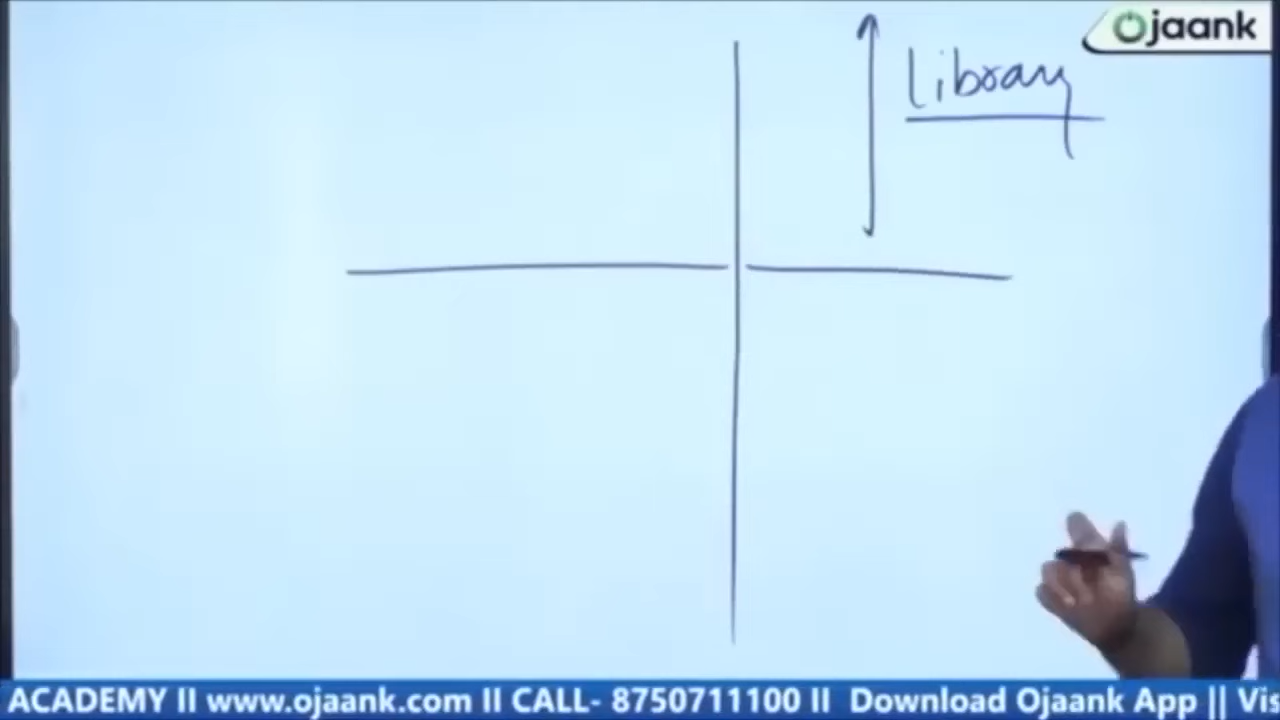 Ojaank
Library
ACADEMY II www.ojaank.com II CALL- 8750711100 II Download Ojaank App || Vis